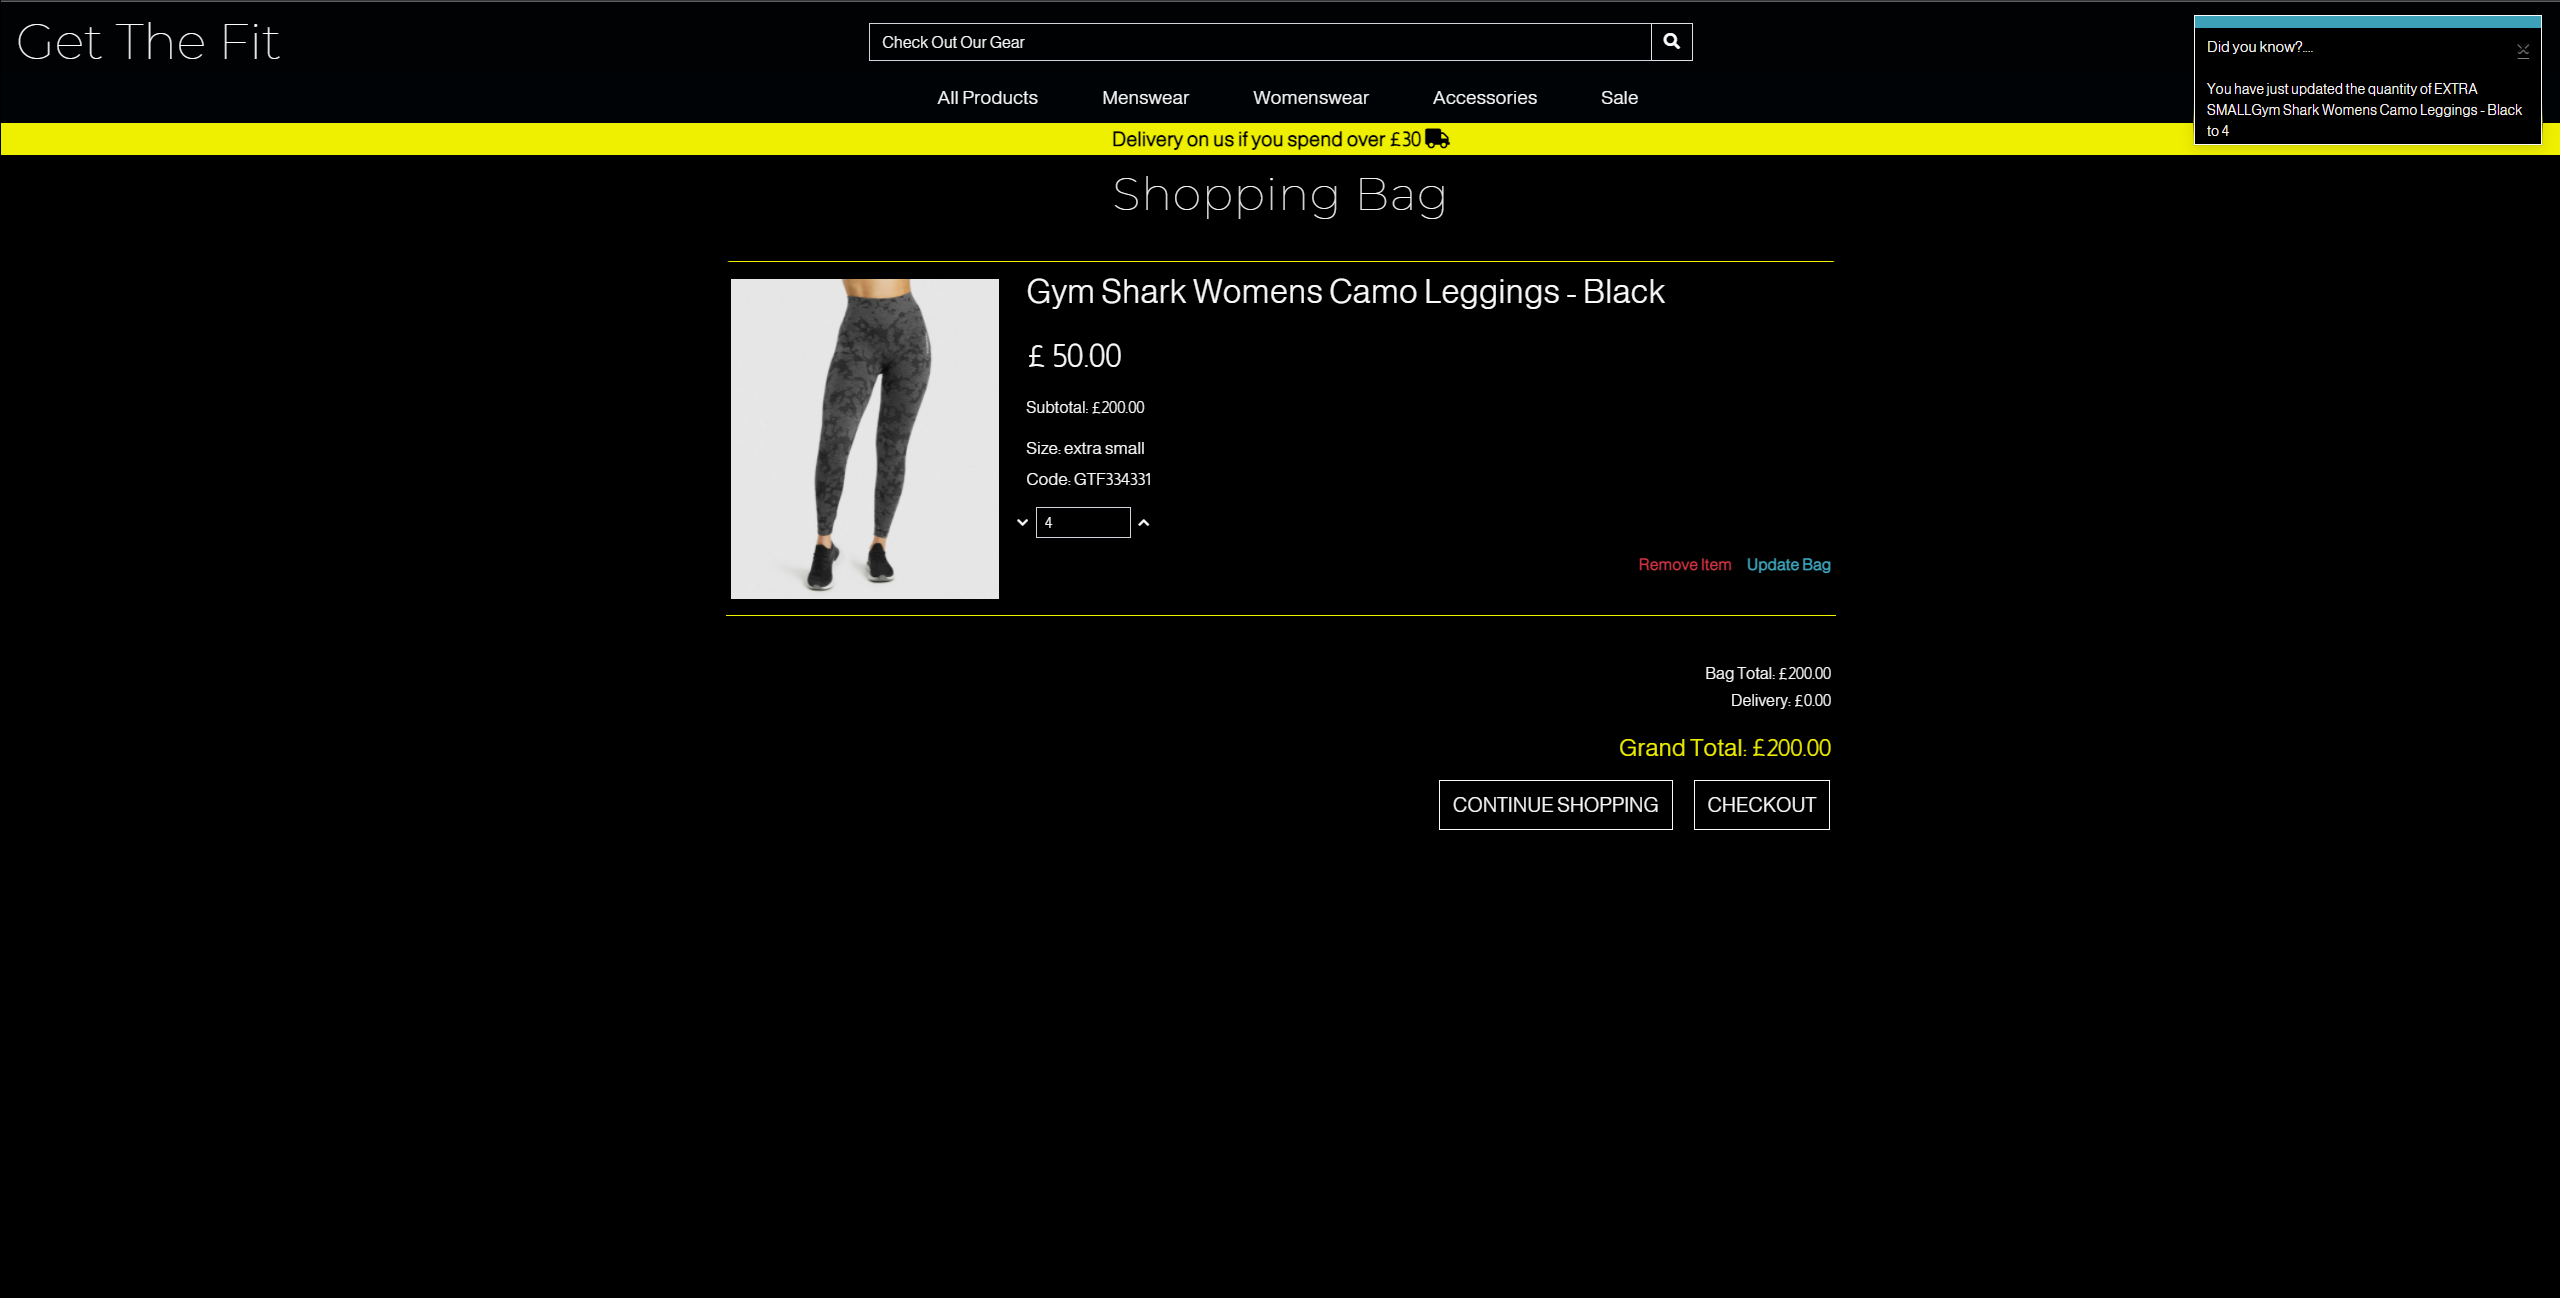 Get The Fit
Check Out Our Gear
All Products Menswear Womenswear Accessories Sale
Did you know?....
You have just updated the quantity of EXTRA
SMALLGym Shark Womens Camo Leggings - Black
to 4
Delivery on us if you spend over £30
Shopping Bag
Gym Shark Womens Camo Leggings - Black
£ 50.00
Subtotal: £200.00
Size: extra small
Code: GTF334331
4
Remove Item Update Bag
Bag Total: £200.00
Delivery: £0.00
Grand Total: £200.00
CONTINUE SHOPPING CHECKOUT